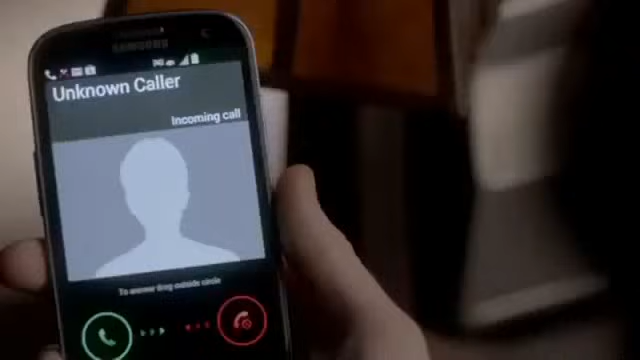 SAMSUNG
Unknown Caller
Incoming call
To answer drag outside circle